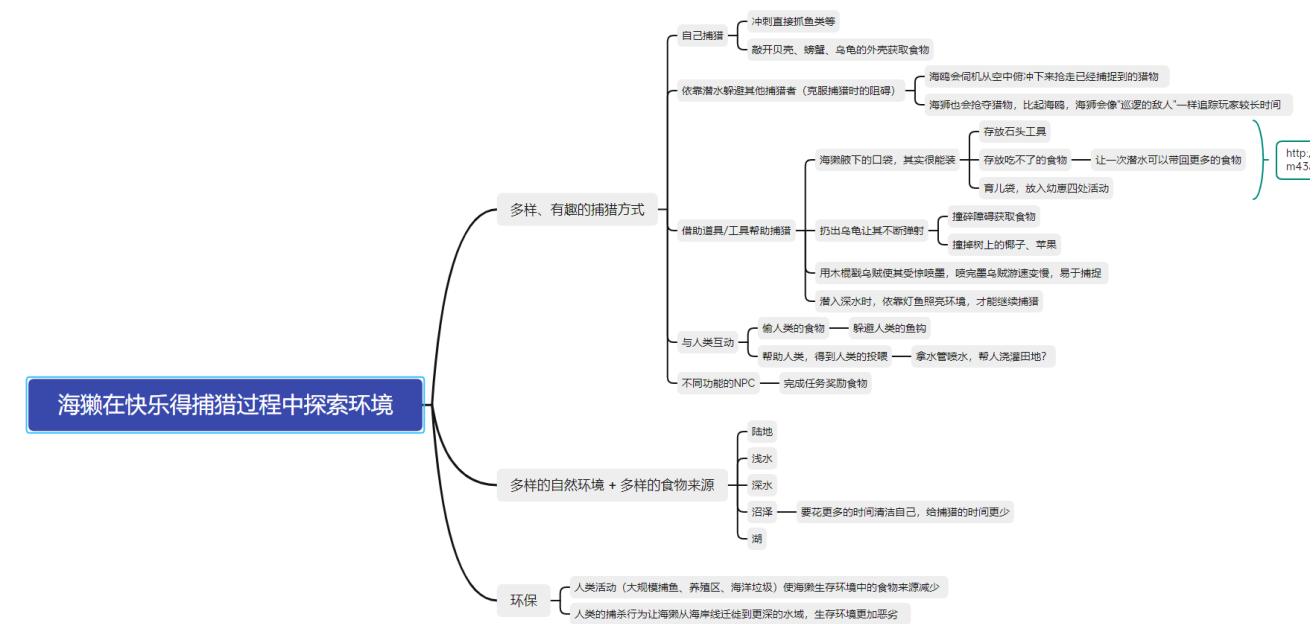 海獭在快乐得捕猎过程中探索环境
多样、有趣的捕猎方式
自己捕猎
冲刺直接抓鱼类等
敲开贝壳、螃蟹、乌龟的外壳获取食物
依靠潜水躲避其他捕猎者（克服捕猎时的阻碍）
海鸥会伺机从空中俯冲下来抢走已经捕捉到的猎物
海狮也会抢夺猎物，比起海鸥，海狮会像"巡逻的敌人"一样追踪玩家较长时间
借助道具/工具帮助捕猎
海獭腋下的口袋，其实很能装
存放石头工具
存放吃不了的食物
让一次潜水可以带回更多的食物
育儿袋，放入幼崽四处活动
http:/
m43
扔出乌龟让其不断弹射
撞碎障碍获取食物
撞掉树上的椰子、苹果
用木棍戳乌贼使其受惊喷墨，喷完墨乌贼游速变慢，易于捕捉
潜入深水时，依靠灯鱼照亮环境，才能继续捕猎
与人类互动
偷人类的食物
躲避人类的鱼钩
帮助人类，得到人类的投喂
拿水管喷水，帮人浇灌田地?
不同功能的NPC
完成任务奖励食物
多样的自然环境 + 多样的食物来源
陆地
浅水
深水
沼泽
要花更多的时间清洁自己，给捕猎的时间更少
湖
环保
人类活动（大规模捕鱼、养殖区、海洋垃圾）使海獭生存环境中的食物来源减少
人类的捕杀行为让海獭从海岸线迁徙到更深的水域，生存环境更加恶劣